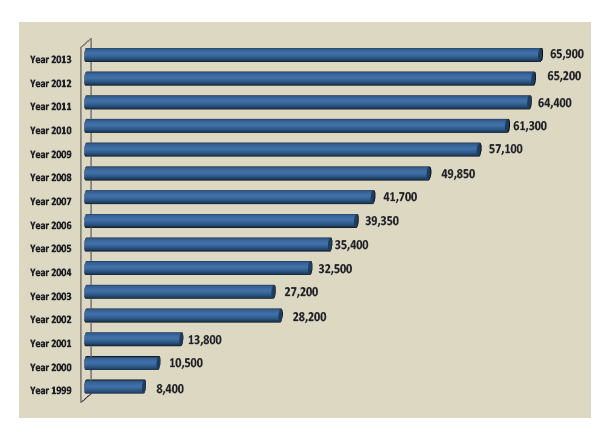 Year 2013 65,900
Year 2012 65,200
Year 2011 64,400
Year 2010 61,300
Year 2009 57,100
Year 2008 49,850
Year 2007 41,700
Year 2006 39,350
Year 2005 35,400
Year 2004 32,500
Year 2003 27,200
Year 2002 28,200
Year 2001 13,800
Year 2000 10,500
Year 1999 8,400